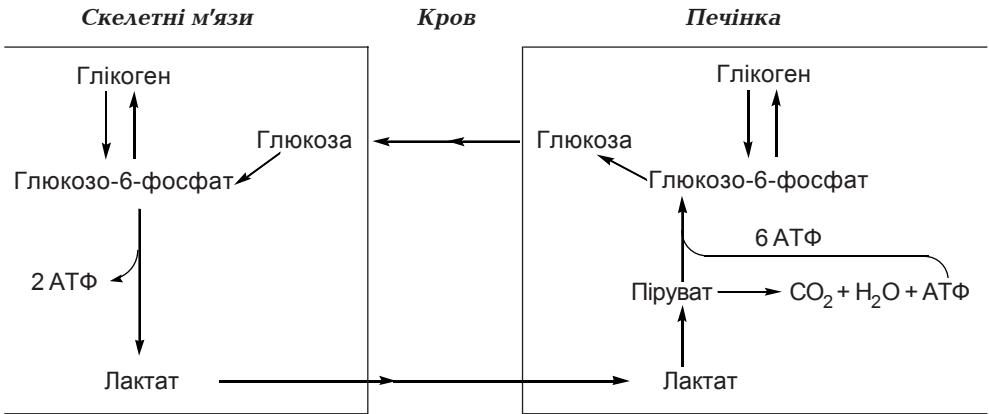 Скелетні м'язи Кров Печінка
Глікоген Глікоген
Глюкоза Глюкоза
Глюкозо-6-фосфат Глюкозо-6-фосфат
6 АТФ
2 АТФ Піруват CO₂ + H₂O + АТФ
Лактат Лактат